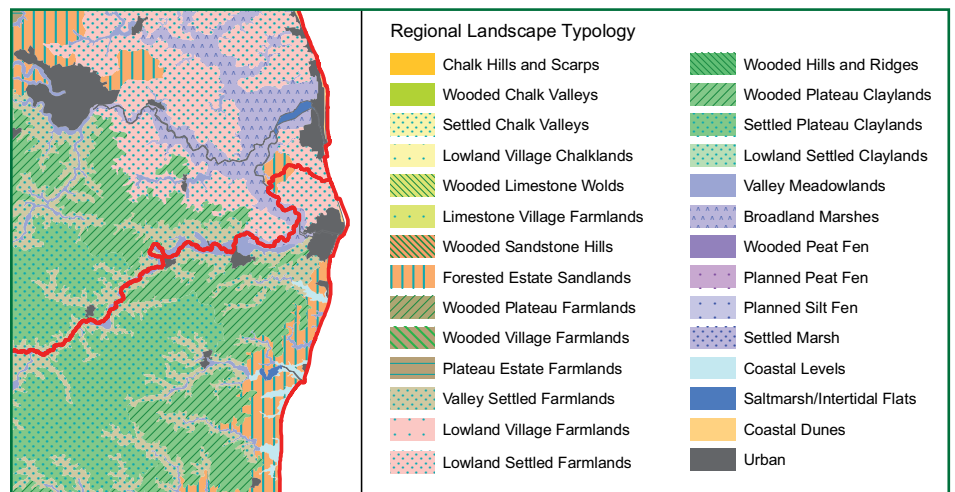 Regional Landscape Typology
Chalk Hills and Scarps
Wooded Chalk Valleys
Settled Chalk Valleys
Lowland Village Chalklands
Wooded Limestone Wolds
Limestone Village Farmlands
Wooded Sandstone Hills
Forested Estate Sandlands
Wooded Plateau Farmlands
Wooded Village Farmlands
Plateau Estate Farmlands
Valley Settled Farmlands
Lowland Village Farmlands
Lowland Settled Farmlands
Wooded Hills and Ridges
Wooded Plateau Claylands
Settled Plateau Claylands
Lowland Settled Claylands
Valley Meadowlands
Broadland Marshes
Wooded Peat Fen
Planned Peat Fen
Planned Silt Fen
Settled Marsh
Coastal Levels
Saltmarsh/Intertidal Flats
Coastal Dunes
Urban